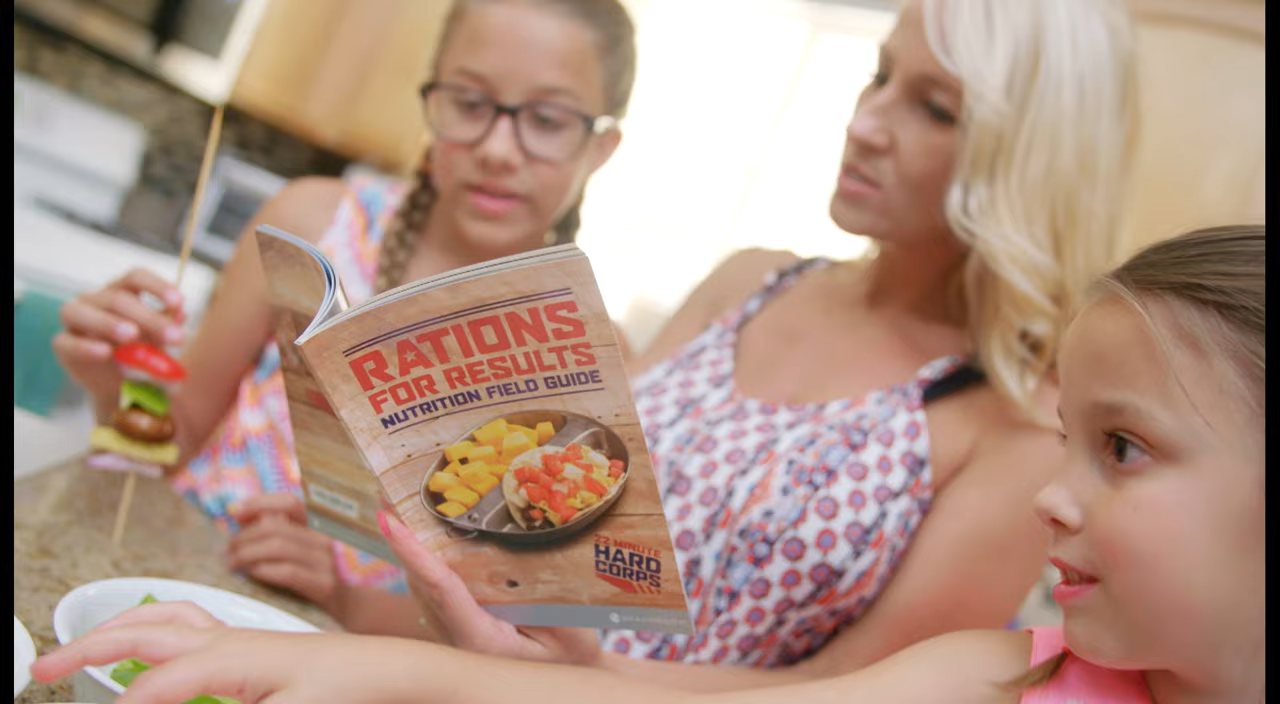 RATIONS
FOR RESULTS
NUTRITION FIELD GUIDE
22 MINUTE
HARD
CORPS